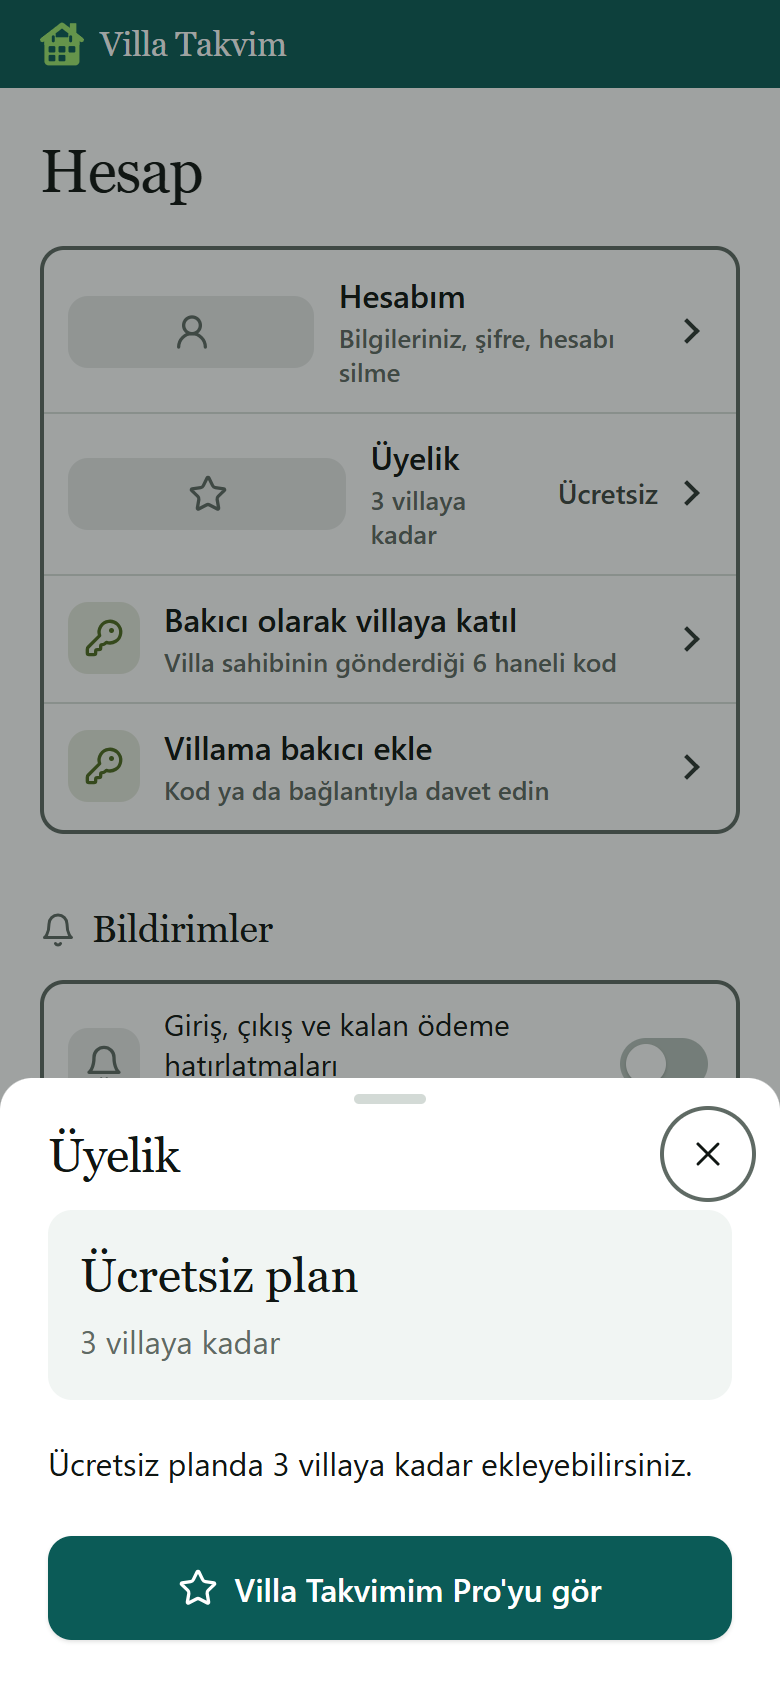 Villa Takvim
Hesap
Hesabım
Bilgileriniz, şifre, hesabı
silme
Üyelik
3 villaya
kadar
Ücretsiz
Bakıcı olarak villaya katıl
Villa sahibinin gönderdiği 6 haneli kod
Villama bakıcı ekle
Kod ya da bağlantıyla davet edin
Bildirimler
Giriş, çıkış ve kalan ödeme
hatırlatmaları
Üyelik
Ücretsiz plan
3 villaya kadar
Ücretsiz planda 3 villaya kadar ekleyebilirsiniz.
Villa Takvimim Pro'yu gör